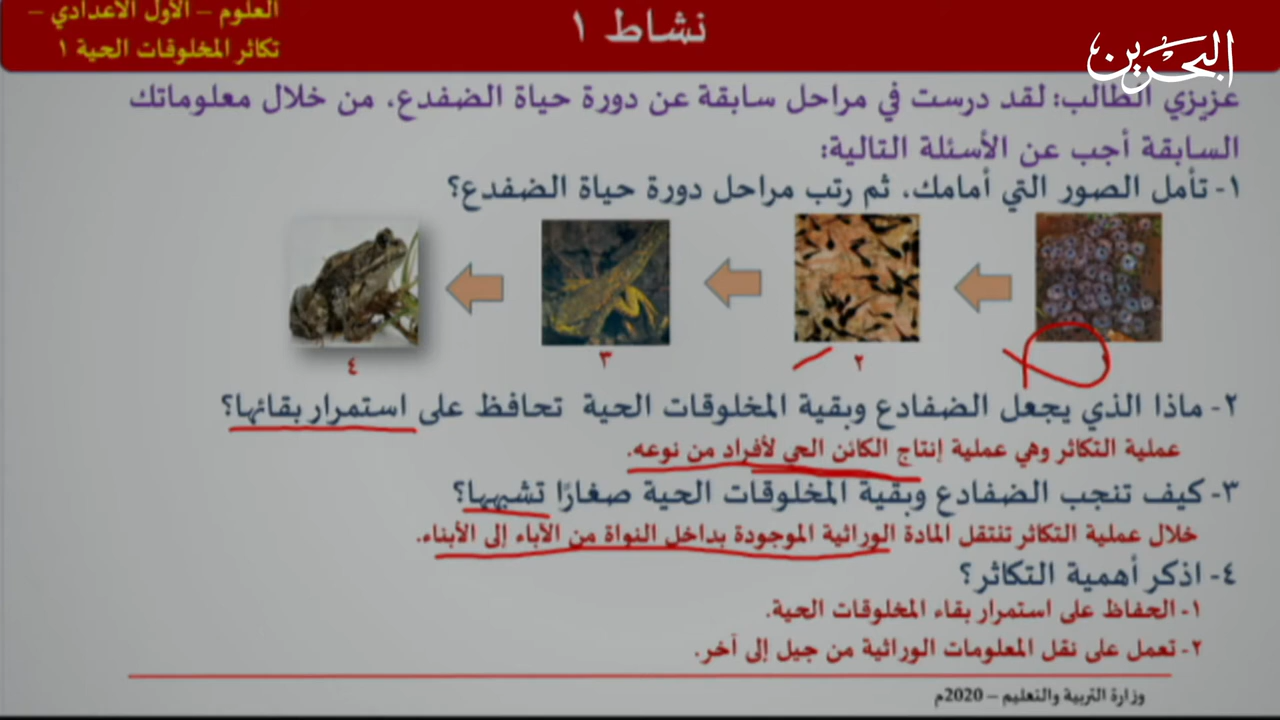 نشاط ١
العلوم – الأول الاعدادي –
تكاثر المخلوقات الحية ١
البحرين
عزيزي الطالب: لقد درست في مراحل سابقة عن دورة حياة الضفدع، من خلال معلوماتك
السابقة أجب عن الأسئلة التالية:
١- تأمل الصور التي أمامك، ثم رتب مراحل دورة حياة الضفدع؟
٢
٣
٤
٢- ماذا الذي يجعل الضفادع وبقية المخلوقات الحية تحافظ على استمرار بقائها؟
عملية التكاثر وهي عملية إنتاج الكائن الحي لأفراد من نوعه.
٣- كيف تنجب الضفادع وبقية المخلوقات الحية صغارًا تشبهها؟
خلال عملية التكاثر تنتقل المادة الوراثية الموجودة بداخل النواة من الآباء إلى الأبناء.
٤- اذكر أهمية التكاثر؟
١- الحفاظ على استمرار بقاء المخلوقات الحية.
٢- تعمل على نقل المعلومات الوراثية من جيل إلى آخر.
وزارة التربية والتعليم – 2020م